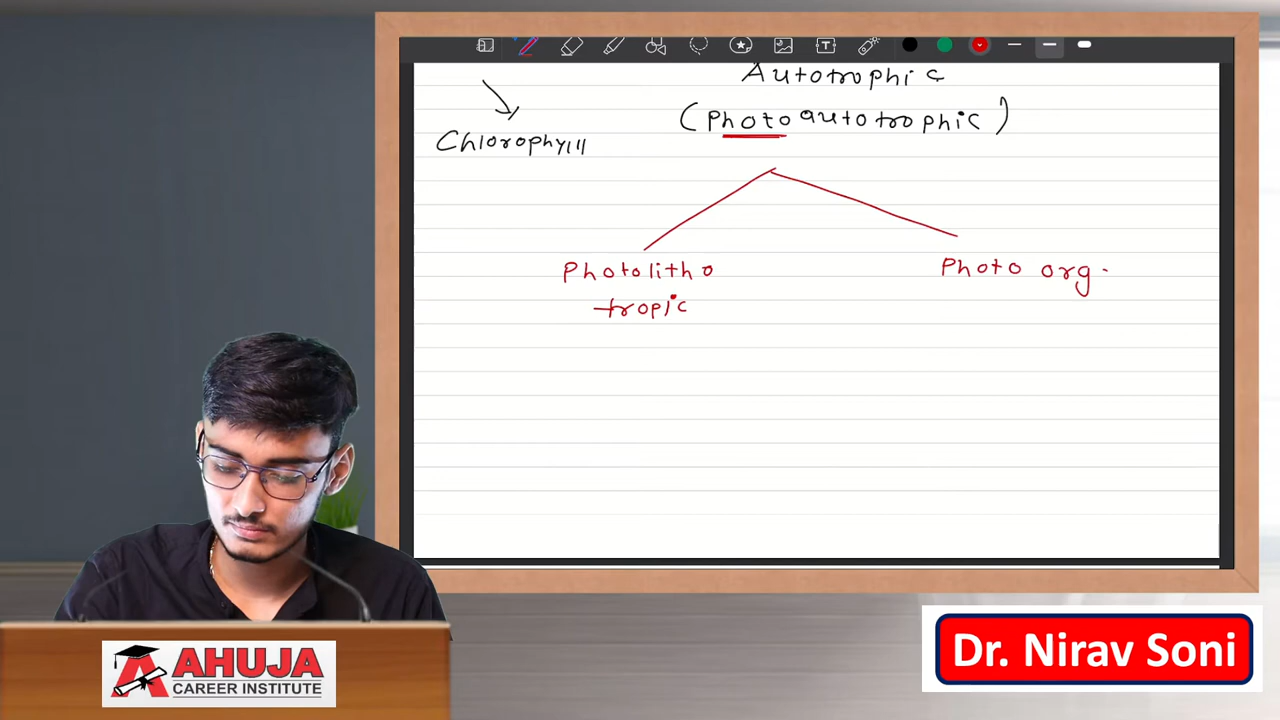 Autotrophic
(Photoautotrophic)
Chlorophyll
Photolitho
tropic
Photo org
AHUJA
CAREER INSTITUTE
Dr. Nirav Soni